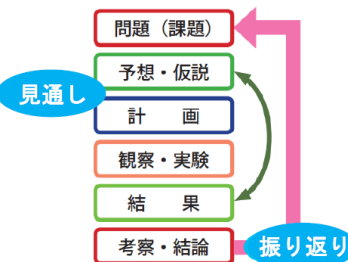 問題（課題）
予想・仮説
見通し
計　画
観察・実験
結　果
考察・結論
振り返り